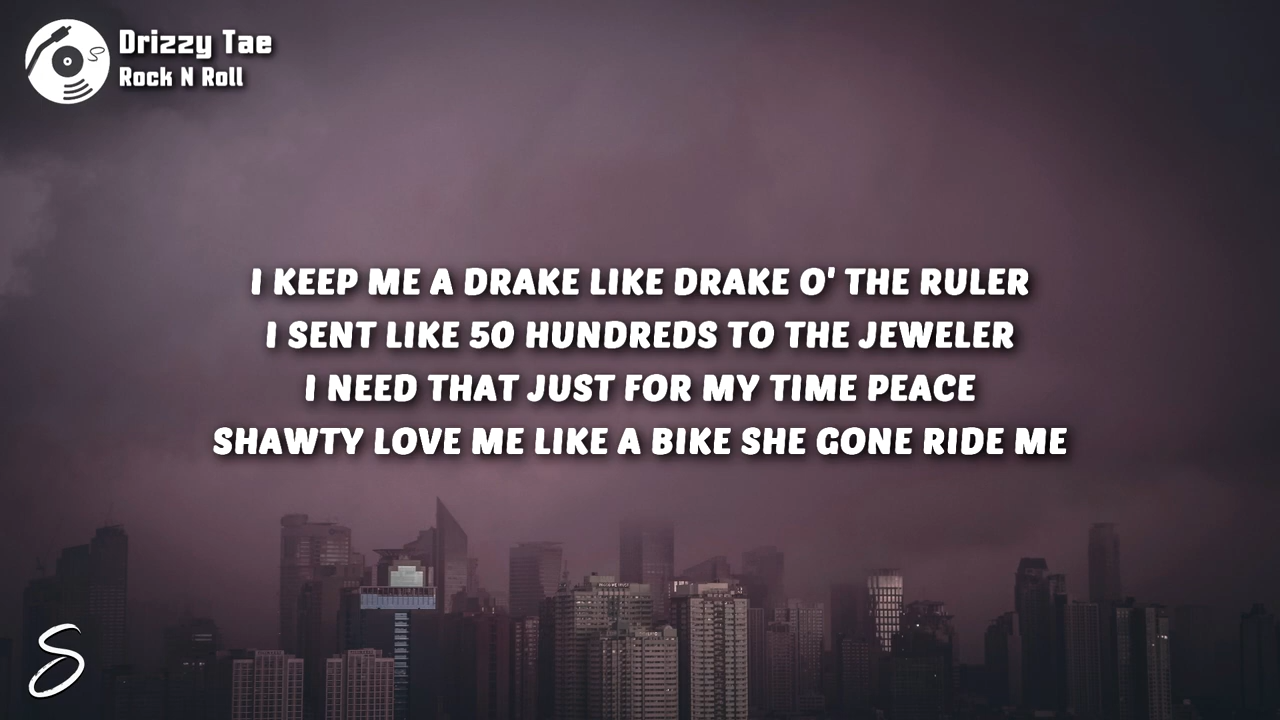 Drizzy Tae
Rock N Roll
I KEEP ME A DRAKE LIKE DRAKE O' THE RULER
I SENT LIKE 50 HUNDREDS TO THE JEWELER
I NEED THAT JUST FOR MY TIME PEACE
SHAWTY LOVE ME LIKE A BIKE SHE GONE RIDE ME
S